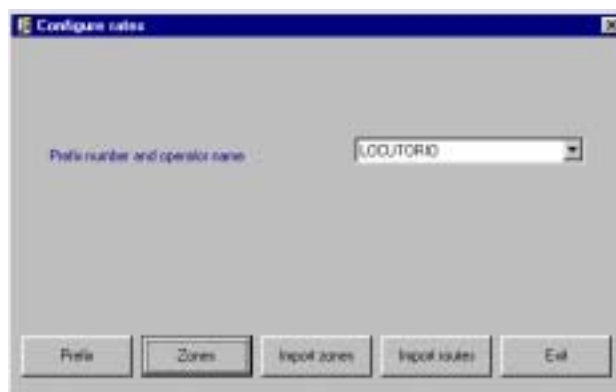 Configure rates
Prefix number and operator name :
LOCUTORIO
Prefix
Zones
Import zones
Import routes
Exit